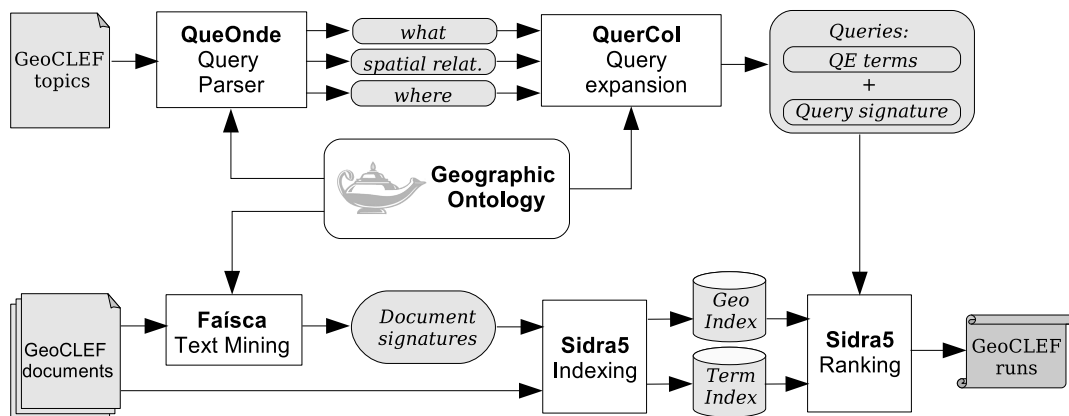 GeoCLEF
topics
QueOnde
Query
Parser
what
spatial relat.
where
QuerCol
Query
expansion
Queries:
QE terms
+
Query signature
Geographic
Ontology
GeoCLEF
documents
Faísca
Text Mining
Document
signatures
Sidra5
Indexing
Geo
Index
Term
Index
Sidra5
Ranking
GeoCLEF
runs